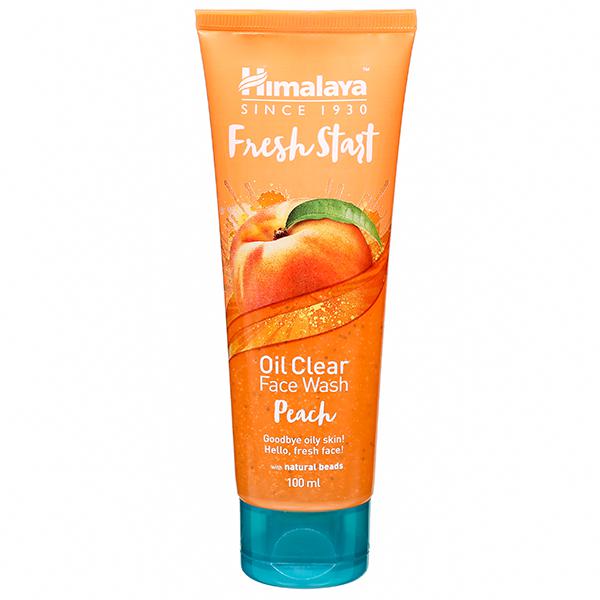 Himalaya™
SINCE 1930
Fresh Start
Oil Clear
Face Wash
Peach
Goodbye oily skin!
Hello, fresh face!
with natural beads
100 ml